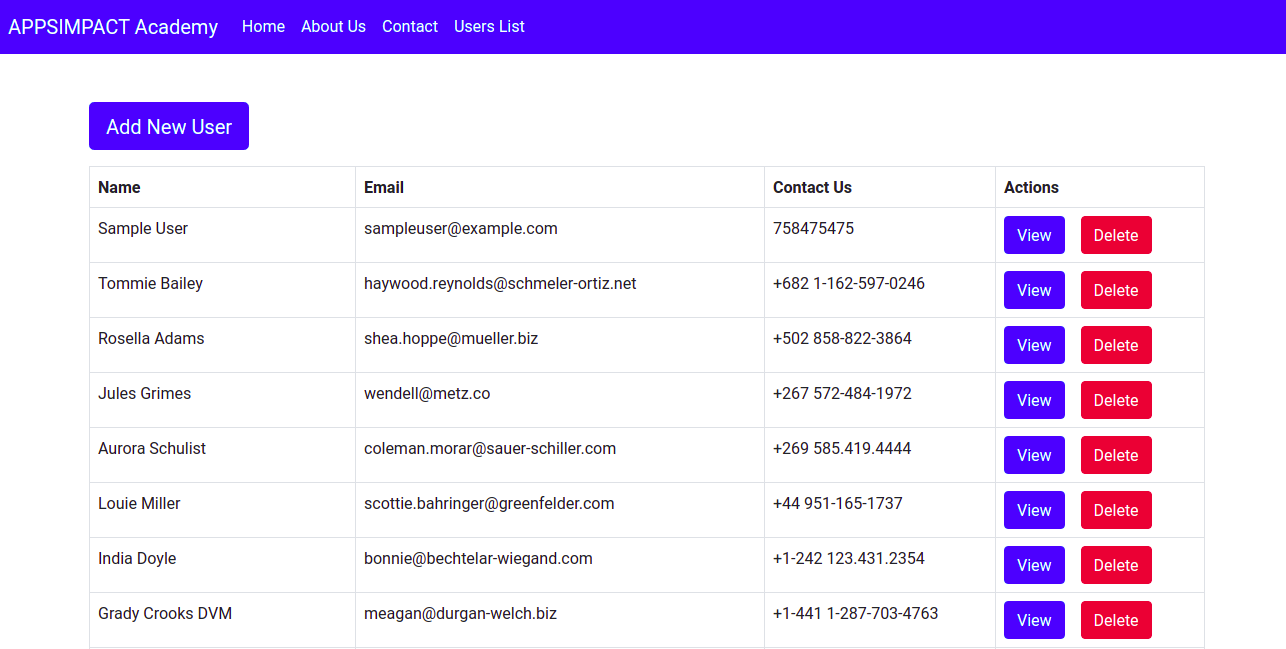 APPSIMPACT Academy Home About Us Contact Users List
Add New User
Name Email Contact Us Actions
Sample User sampleuser@example.com 758475475 View Delete
Tommie Bailey haywood.reynolds@schmeler-ortiz.net +682 1-162-597-0246 View Delete
Rosella Adams shea.hoppe@mueller.biz +502 858-822-3864 View Delete
Jules Grimes wendell@metz.co +267 572-484-1972 View Delete
Aurora Schulist coleman.morar@sauer-schiller.com +269 585.419.4444 View Delete
Louie Miller scottie.bahringer@greenfelder.com +44 951-165-1737 View Delete
India Doyle bonnie@bechtelar-wiegand.com +1-242 123.431.2354 View Delete
Grady Crooks DVM meagan@durgan-welch.biz +1-441 1-287-703-4763 View Delete